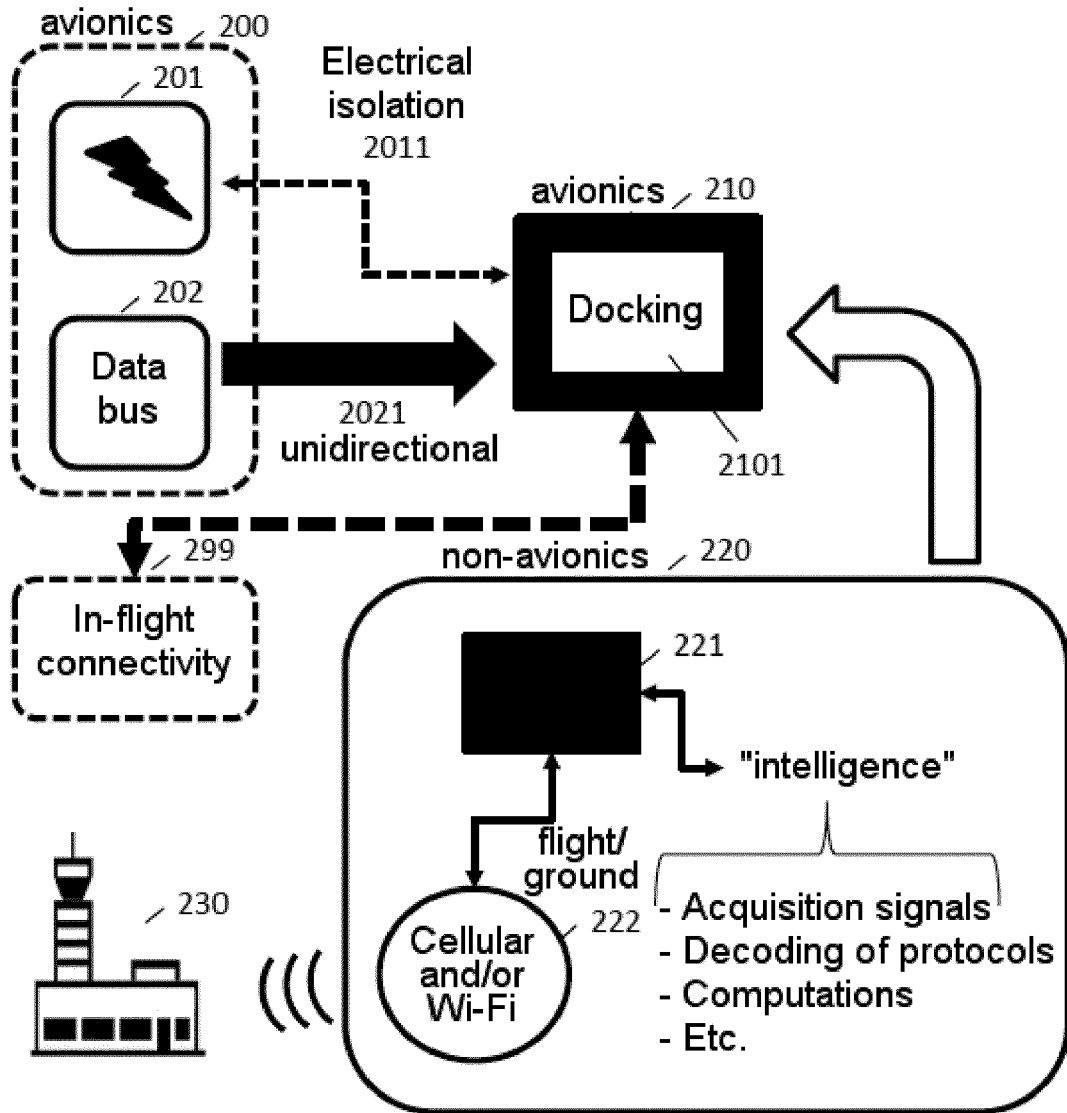 avionics 200
201
Electrical
isolation
2011
avionics 210
202
Data
bus
Docking
2021
unidirectional
2101
299
non-avionics 220
In-flight
connectivity
221
"intelligence"
flight/
ground
230
222
Cellular
and/or
Wi-Fi
- Acquisition signals
- Decoding of protocols
- Computations
- Etc.